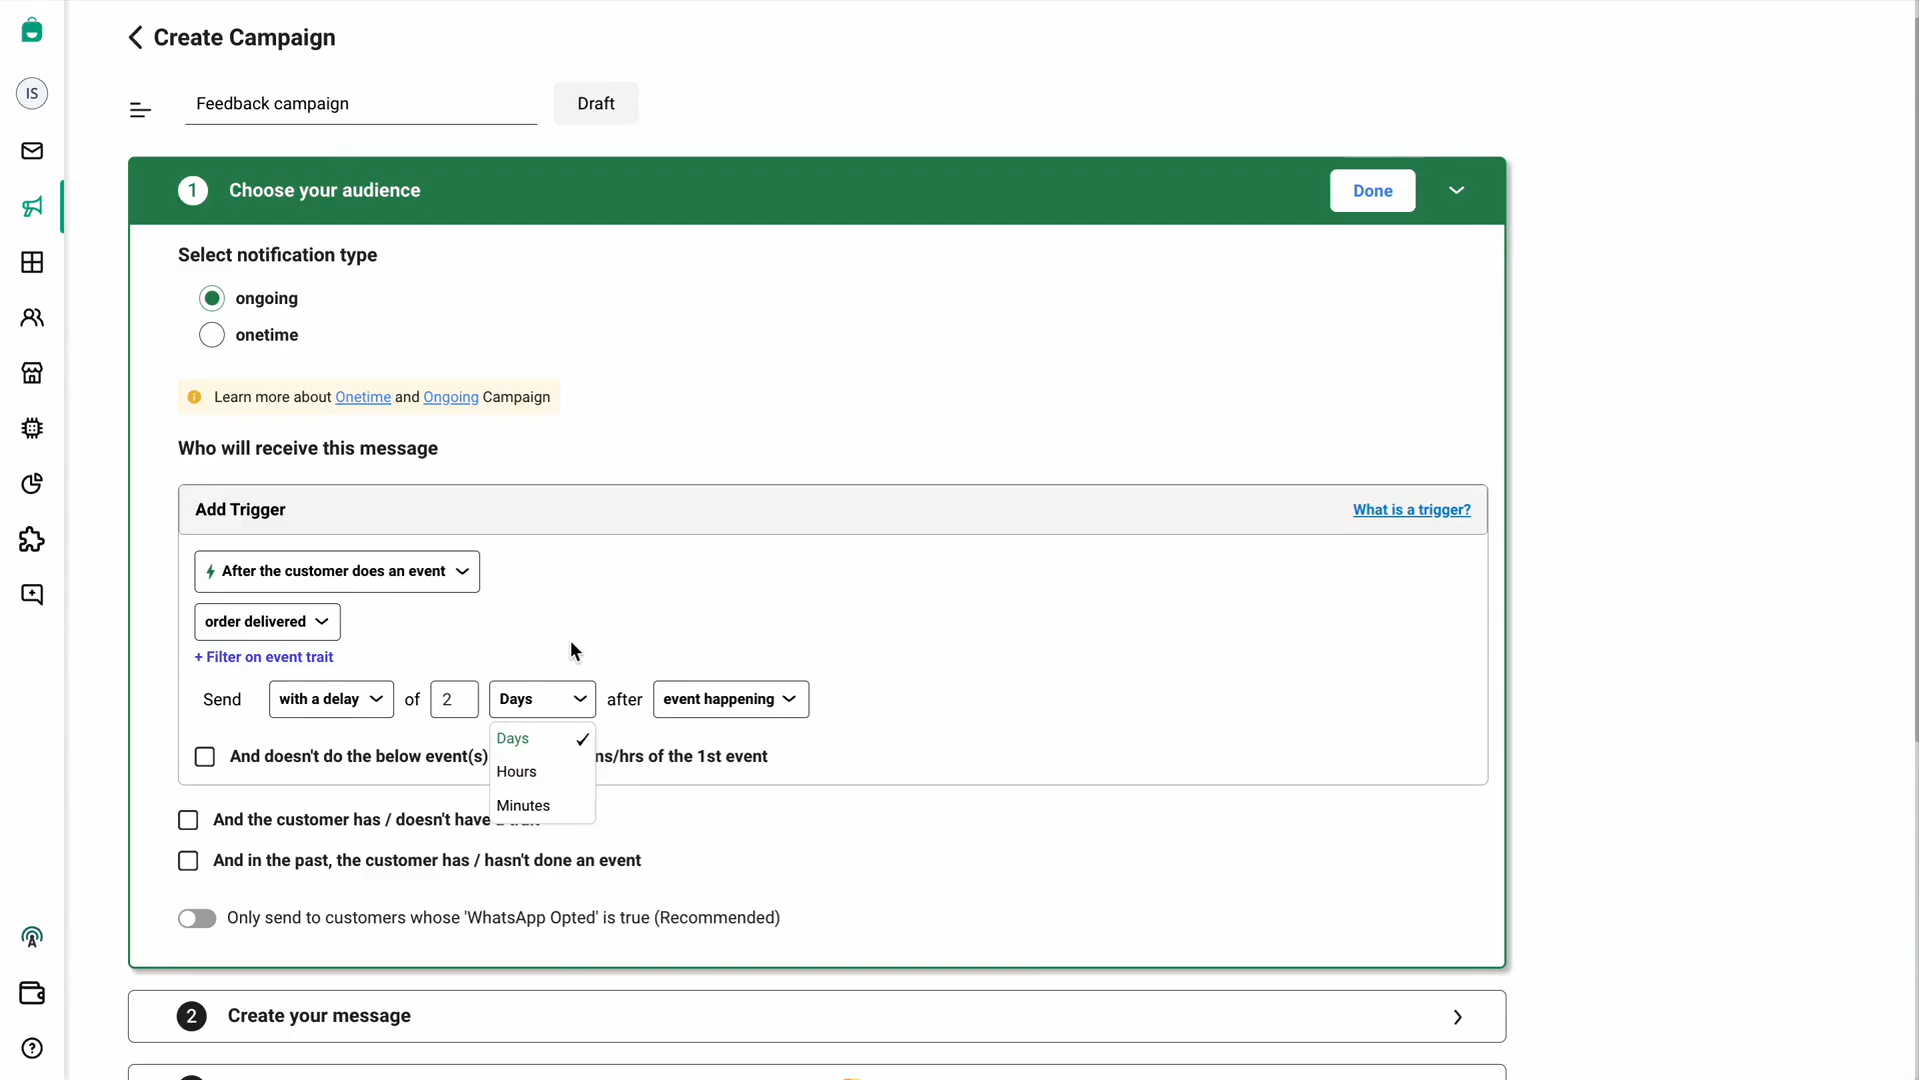 Create Campaign
IS
Feedback campaign
Draft
1 Choose your audience
Done
Select notification type
ongoing
onetime
Learn more about Onetime and Ongoing Campaign
Who will receive this message
Add Trigger
What is a trigger?
After the customer does an event
order delivered
+ Filter on event trait
Send with a delay of 2 Days after event happening
Days
And doesn't do the below event(s) ns/hrs of the 1st event
Hours
Minutes
And the customer has / doesn't have
And in the past, the customer has / hasn't done an event
Only send to customers whose 'WhatsApp Opted' is true (Recommended)
2 Create your message